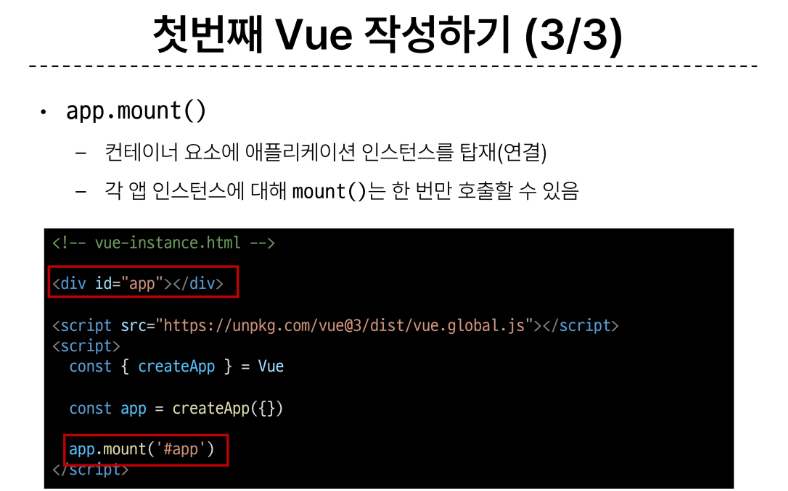 첫번째 Vue 작성하기 (3/3)
• app.mount()
– 컨테이너 요소에 애플리케이션 인스턴스를 탑재(연결)
– 각 앱 인스턴스에 대해 mount()는 한 번만 호출할 수 있음
<!-- vue-instance.html -->
<div id="app"></div>
<script src="https://unpkg.com/vue@3/dist/vue.global.js"></script>
<script>
const { createApp } = Vue
const app = createApp({})
app.mount('#app')
</script>